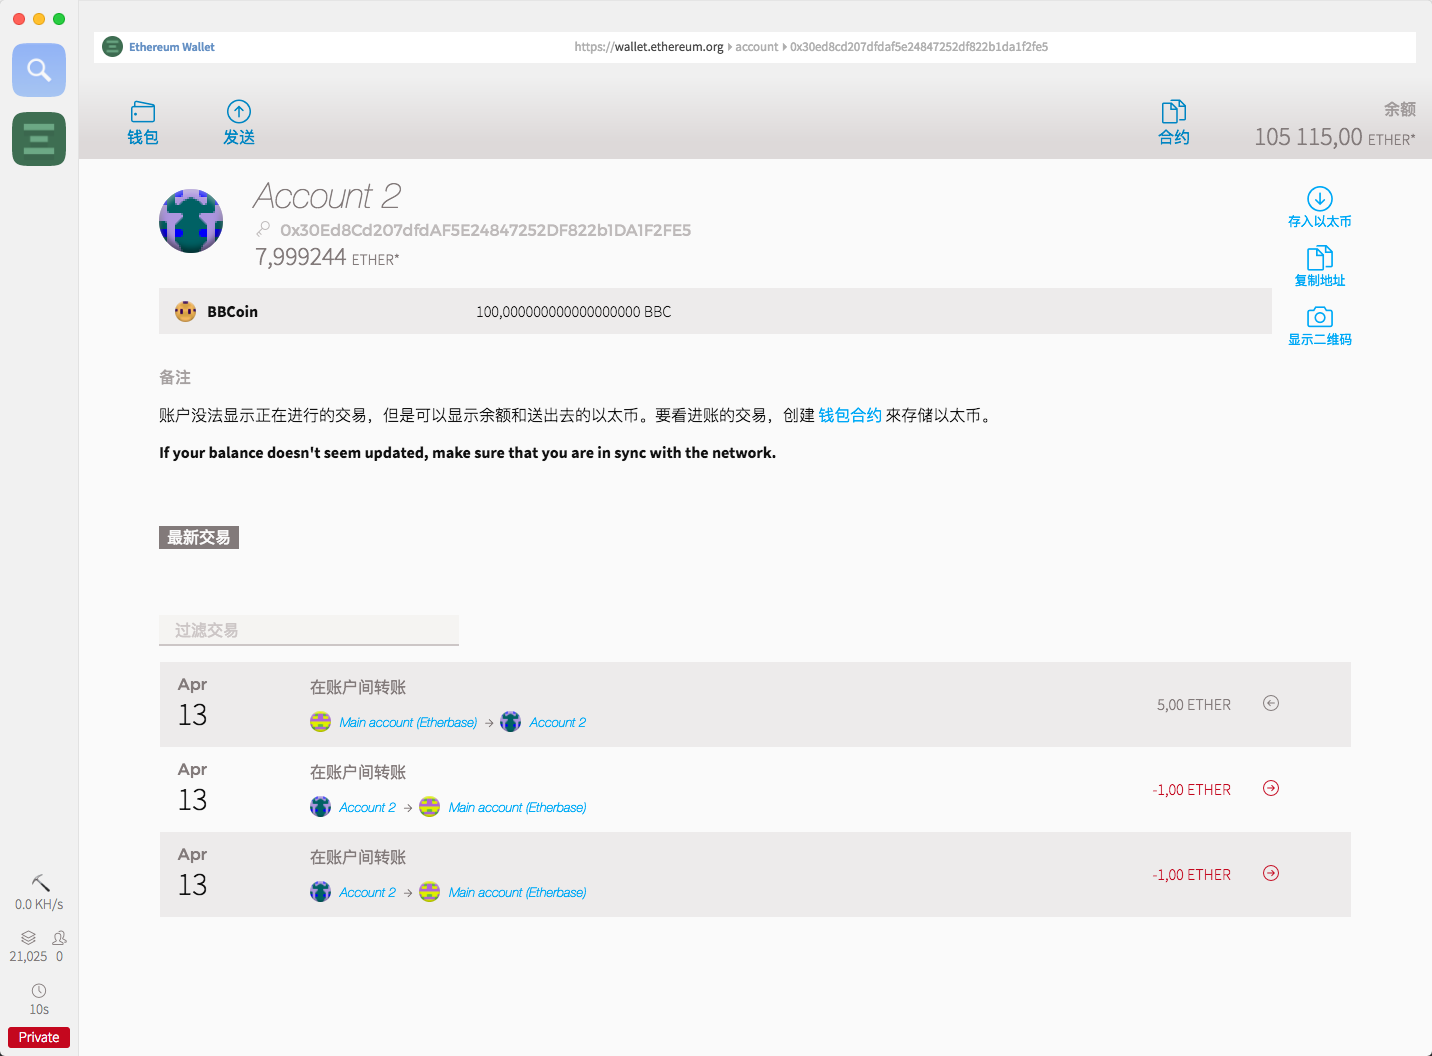 Ethereum Wallet
https://wallet.ethereum.org account 0x30ed8cd207dfdaf5e24847252df822b1da1f2fe5
钱包 发送 合约 余额
105 115,00 ETHER*
Account 2
0x30Ed8Cd207dfdAF5E24847252DF822b1DA1F2FE5
7,999244 ETHER*
存入以太币
复制地址
显示二维码
BBCoin 100,000000000000000000 BBC
备注
账户没法显示正在进行的交易，但是可以显示余额和送出去的以太币。要看进账的交易，创建 钱包合约 來存储以太币。
If your balance doesn't seem updated, make sure that you are in sync with the network.
最新交易
过滤交易
Apr
13
在账户间转账
Main account (Etherbase) → Account 2
5,00 ETHER
Apr
13
在账户间转账
Account 2 → Main account (Etherbase)
-1,00 ETHER
Apr
13
在账户间转账
Account 2 → Main account (Etherbase)
-1,00 ETHER
0.0 KH/s
21,025 0
10s
Private